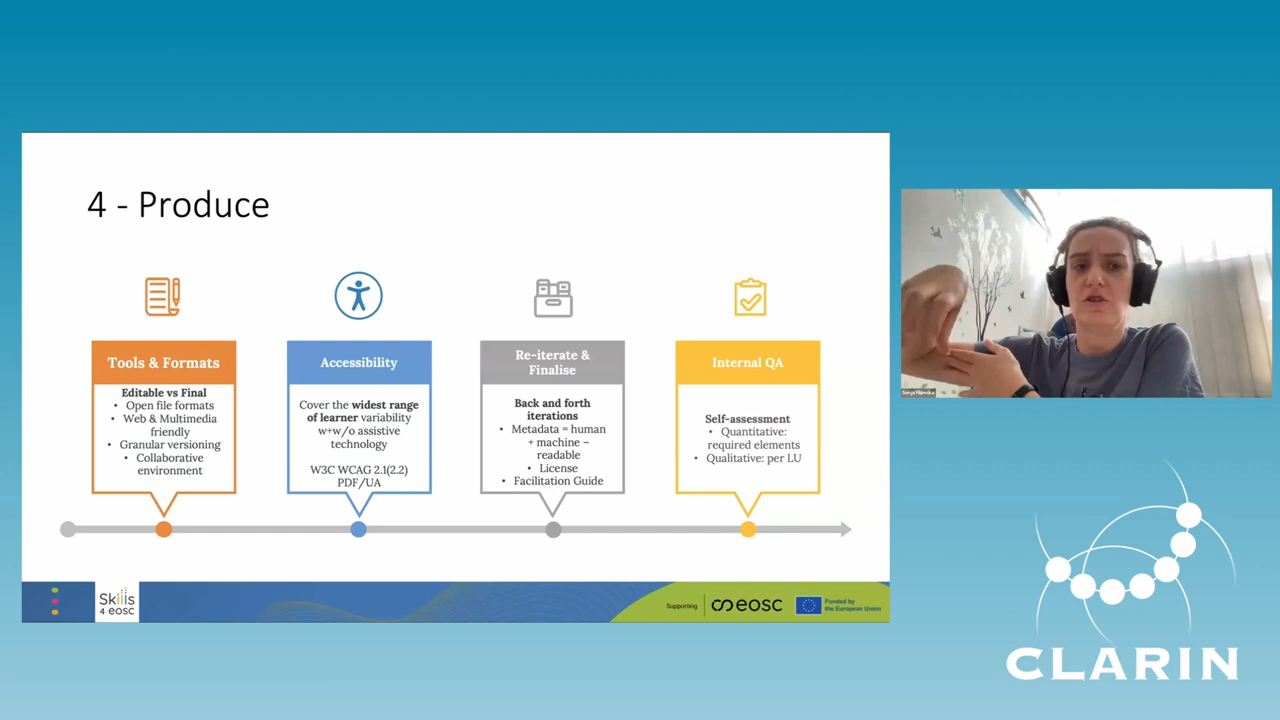 4 - Produce
Tools & Formats
Editable vs Final
• Open file formats
• Web & Multimedia
friendly
• Granular versioning
• Collaborative
environment
Accessibility
Cover the widest range
of learner variability
w+w/o assistive
technology
W3C WCAG 2.1(2.2)
PDF/UA
Re-iterate &
Finalise
Back and forth
iterations
• Metadata = human
+ machine –
readable
• License
• Facilitation Guide
Internal QA
Self-assessment
• Quantitative:
required elements
• Qualitative: per LU
Skills
4 eosc
Supporting
eosc
Funded by
the European Union
Sonja Filiposka
CLARIN